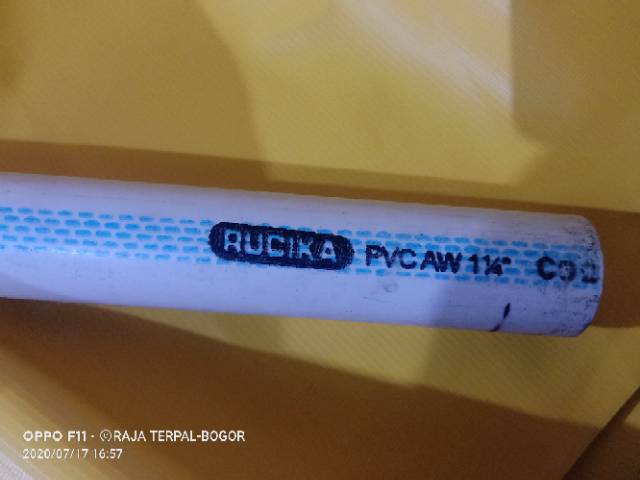 RUCIKA PVC AW 1¼"
OPPO F11 · ©RAJA TERPAL-BOGOR
2020/07/17 16:57